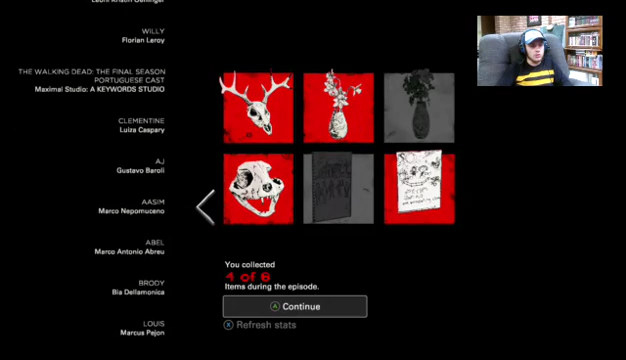 WILLY
Florian Leroy
THE WALKING DEAD: THE FINAL SEASON
PORTUGUESE CAST
Maximal Studio: A KEYWORDS STUDIO
CLEMENTINE
Luiza Caspary
AJ
Gustavo Baroli
AASIM
Marco Nepomuceno
ABEL
Marco Antonio Abreu
BRODY
Bia Dellamonica
LOUIS
Marcus Pejon
You collected
4 of 6
Items during the episode.
A Continue
X Refresh stats